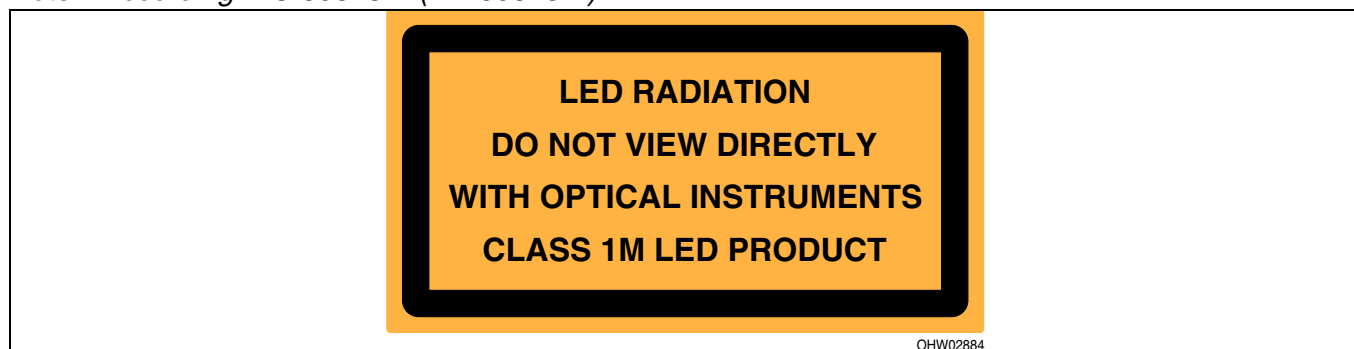 LED RADIATION
DO NOT VIEW DIRECTLY
WITH OPTICAL INSTRUMENTS
CLASS 1M LED PRODUCT
OHW02884